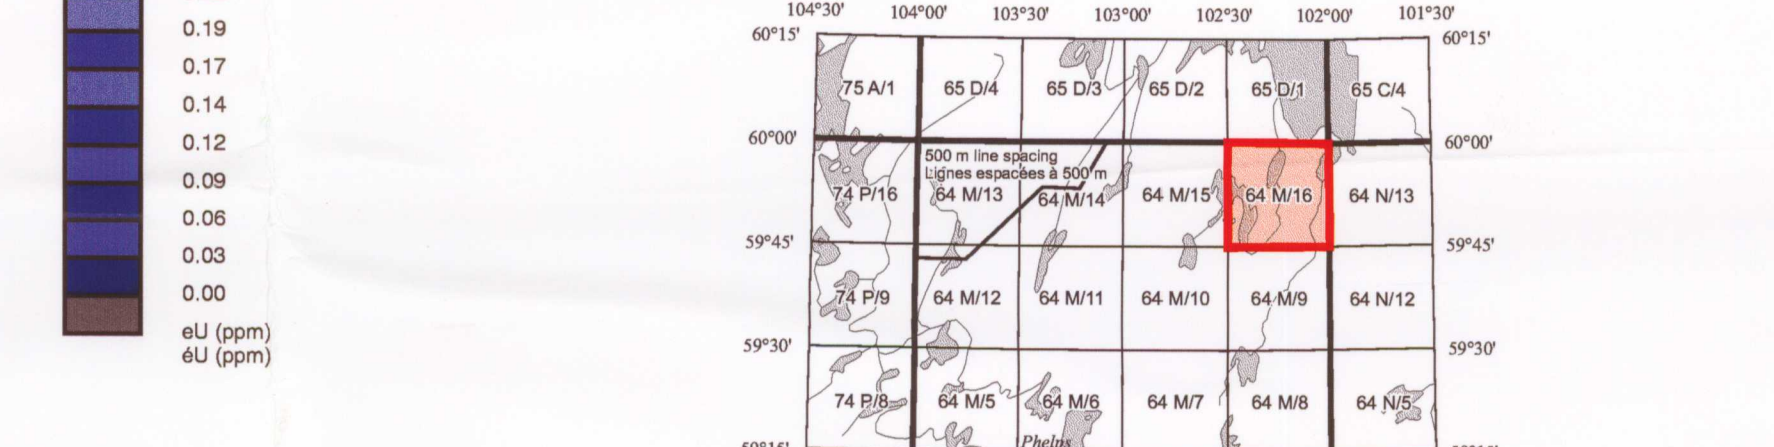 0.19
0.17
0.14
0.12
0.09
0.06
0.03
0.00
eU (ppm)
éU (ppm)
104°30' 104°00' 103°30' 103°00' 102°30' 102°00' 101°30'
60°15' 60°15'
75 A/1 65 D/4 65 D/3 65 D/2 65 D/1 65 C/4
60°00' 60°00'
500 m line spacing
Lignes espacées à 500 m
74 P/16 64 M/13 64 M/14 64 M/15 64 M/16 64 N/13
59°45' 59°45'
74 P/9 64 M/12 64 M/11 64 M/10 64 M/9 64 N/12
59°30' 59°30'
74 P/8 64 M/5 64 M/6 64 M/7 64 M/8 64 N/5
Phelps